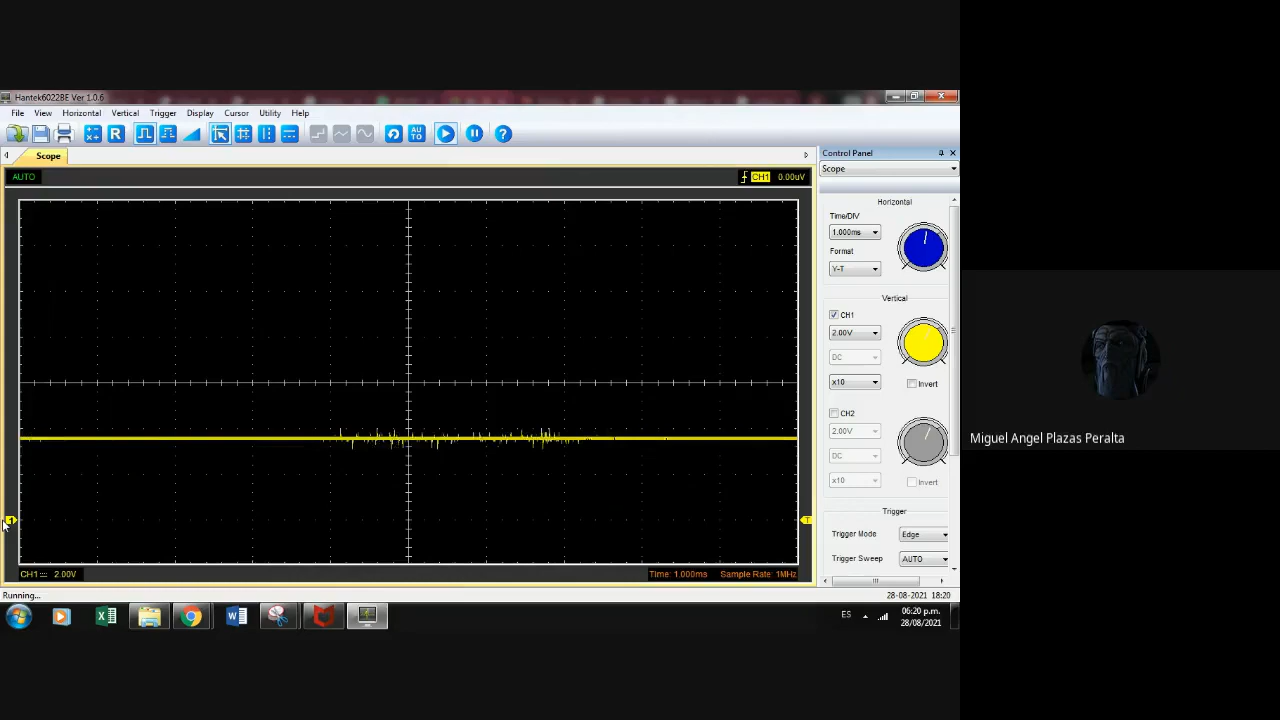 Hantek6022BE Ver 1.0.6
File View Horizontal Vertical Trigger Display Cursor Utility Help
R AU TO ?
Scope
Control Panel
Scope
AUTO
CH1 0.00uV
Horizontal
Time/DIV
1.000ms
Format
Y-T
Vertical
CH1
2.00V
DC
x10
Invert
CH2
2.00V
DC
x10
Invert
Trigger
Trigger Mode Edge
Trigger Sweep AUTO
1
T
CH1 2.00V
Time: 1.000ms Sample Rate: 1MHz
Running...
28-08-2021 18:20
ES
06:20 p.m.
28/08/2021
Miguel Angel Plazas Peralta